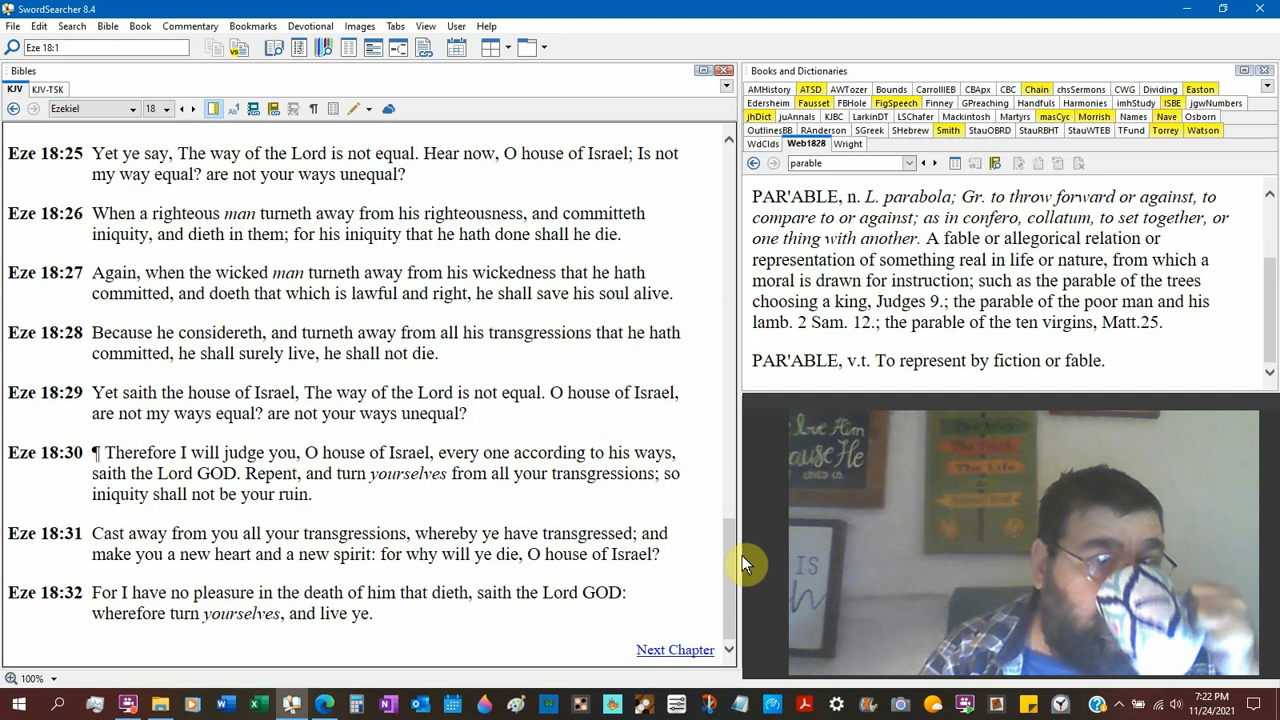 SwordSearcher 8.4
File Edit Search Bible Book Commentary Bookmarks Devotional Images Tabs View User Help
Eze 18:1
Bibles
KJV KJV-TSK
Ezekiel 18
Eze 18:25 Yet ye say, The way of the Lord is not equal. Hear now, O house of Israel; Is not
my way equal? are not your ways unequal?
Eze 18:26 When a righteous man turneth away from his righteousness, and committeth
iniquity, and dieth in them; for his iniquity that he hath done shall he die.
Eze 18:27 Again, when the wicked man turneth away from his wickedness that he hath
committed, and doeth that which is lawful and right, he shall save his soul alive.
Eze 18:28 Because he considereth, and turneth away from all his transgressions that he hath
committed, he shall surely live, he shall not die.
Eze 18:29 Yet saith the house of Israel, The way of the Lord is not equal. O house of Israel,
are not my ways equal? are not your ways unequal?
Eze 18:30 ¶ Therefore I will judge you, O house of Israel, every one according to his ways,
saith the Lord GOD. Repent, and turn yourselves from all your transgressions; so
iniquity shall not be your ruin.
Eze 18:31 Cast away from you all your transgressions, whereby ye have transgressed; and
make you a new heart and a new spirit: for why will ye die, O house of Israel?
Eze 18:32 For I have no pleasure in the death of him that dieth, saith the Lord GOD:
wherefore turn yourselves, and live ye.
Next Chapter
100%
Books and Dictionaries
AMHistory ATSD AWTozer Bounds CarrollIEB CBApx CBC Chain chsSermons CWG Dividing Easton
Edersheim Fausset FBHole FigSpeech Finney GPreaching Handfuls Harmonies imhStudy ISBE jgwNumbers
jhDict juAnnals KJBC LarkinDT LSChafer Mackintosh Martyrs masCyc Morrish Names Nave Osborn
OutlinesBB RAnderson SGreek SHebrew Smith StauOBRD StauRBHT StauWTEB TFund Torrey Watson
WdClds Web1828 Wright
parable
PAR'ABLE, n. L. parabola; Gr. to throw forward or against, to
compare to or against; as in confero, collatum, to set together, or
one thing with another. A fable or allegorical relation or
representation of something real in life or nature, from which a
moral is drawn for instruction; such as the parable of the trees
choosing a king, Judges 9.; the parable of the poor man and his
lamb. 2 Sam. 12.; the parable of the ten virgins, Matt.25.
PAR'ABLE, v.t. To represent by fiction or fable.
love Him
cause He
LOVED US.
The Way
The Truth
The Life
IS
7:22 PM
11/24/2021